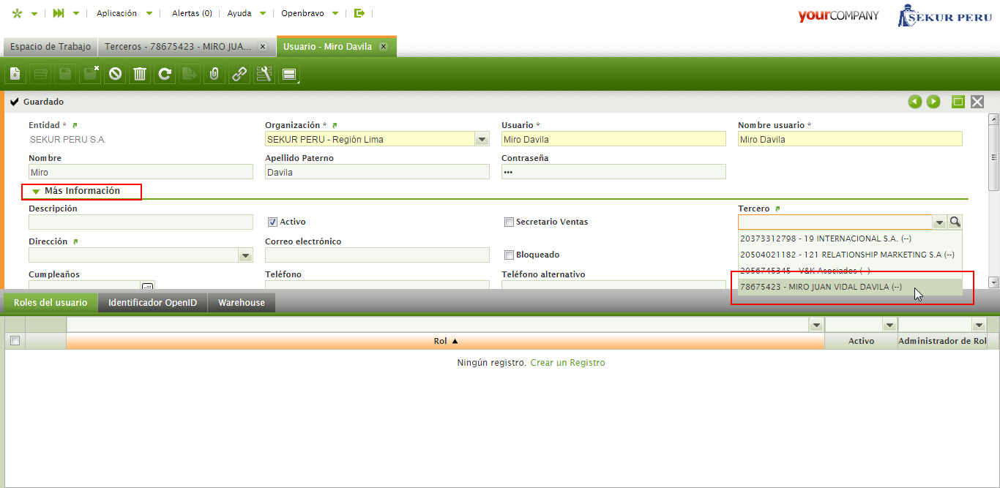 Aplicación Alertas (0) Ayuda Openbravo
yourCOMPANY SEKUR PERU
Espacio de Trabajo Terceros - 78675423 - MIRO JUA... Usuario - Miro Davila
Guardado
Entidad * Organización * Usuario * Nombre usuario *
SEKUR PERU S.A. SEKUR PERU - Región Lima Miro Davila Miro Davila
Nombre Apellido Paterno Contraseña
Miro Davila •••
Más Información
Descripción Tercero
Activo Secretario Ventas
20373312798 - 19 INTERNACIONAL S.A. (--)
Dirección Correo electrónico
20504021182 - 121 RELATIONSHIP MARKETING S.A (--)
Bloqueado
2056745345 - V&K Asociados (--)
Cumpleaños Teléfono Teléfono alternativo
78675423 - MIRO JUAN VIDAL DAVILA (--)
Roles del usuario Identificador OpenID Warehouse
Rol Activo Administrador de Rol
Ningún registro. Crear un Registro